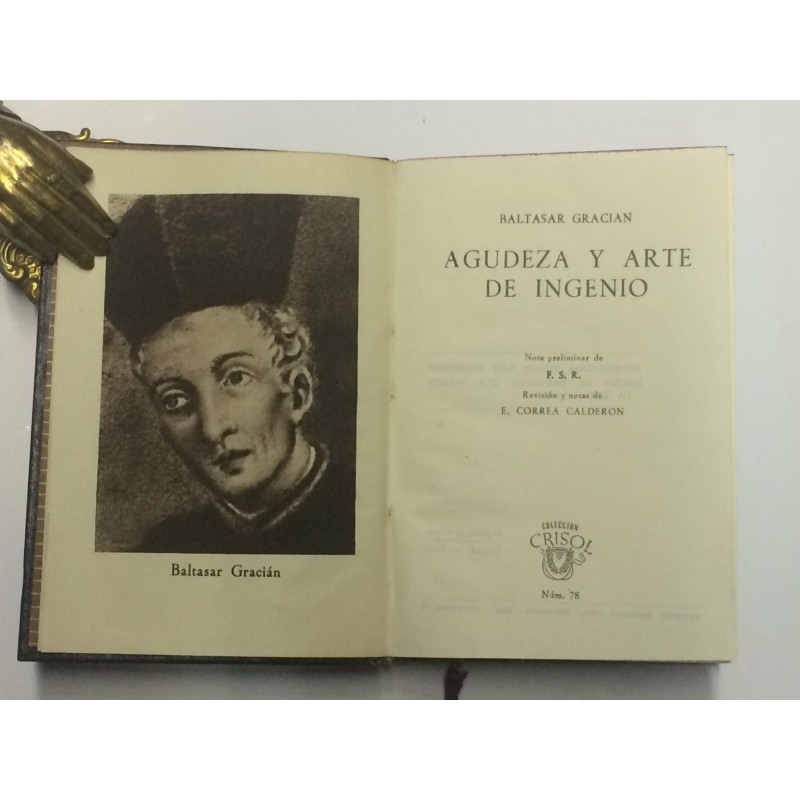 Baltasar Gracián
BALTASAR GRACIAN
AGUDEZA Y ARTE
DE INGENIO
Nota preliminar de
F. S. R.
Revisión y notas de
E. CORREA CALDERON
COLECCION
CRISOL
Núm. 78